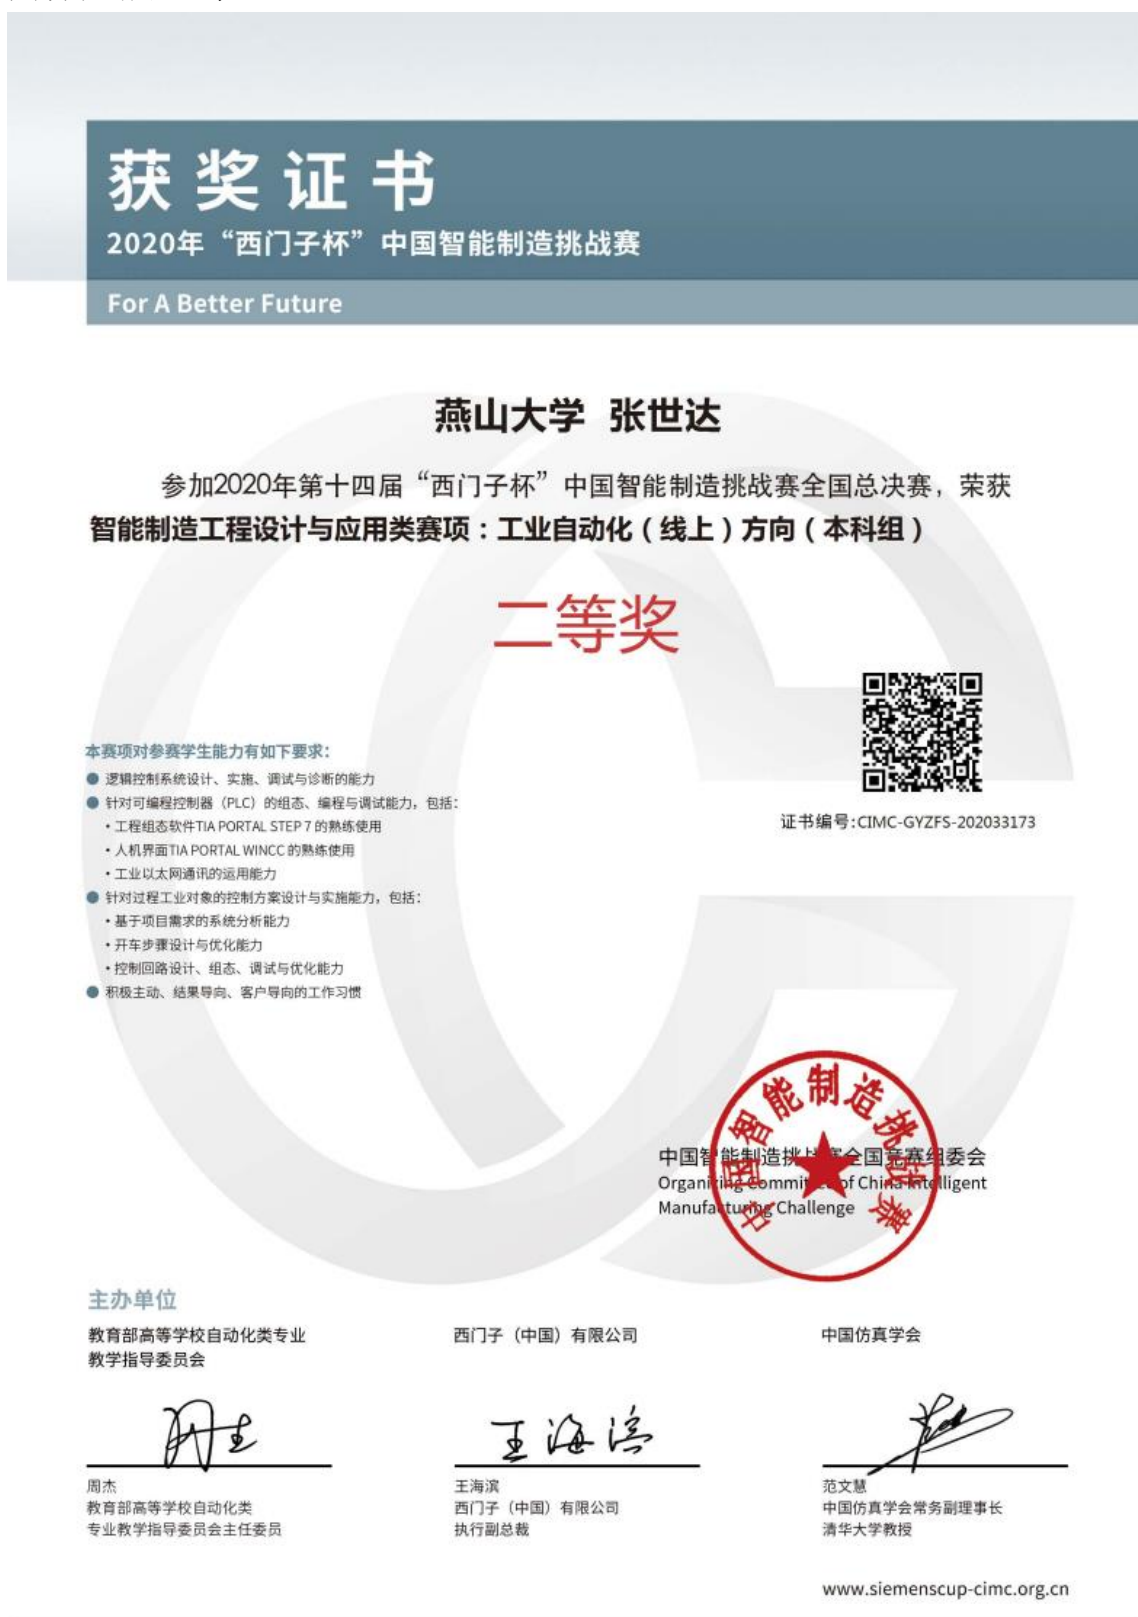 获奖证书
2020年“西门子杯”中国智能制造挑战赛
For A Better Future
燕山大学 张世达
参加2020年第十四届“西门子杯”中国智能制造挑战赛全国总决赛，荣获
智能制造工程设计与应用类赛项：工业自动化（线上）方向（本科组）
二等奖
证书编号:CIMC-GYZFS-202033173
本赛项对参赛学生能力有如下要求：
逻辑控制系统设计、实施、调试与诊断的能力
针对可编程控制器（PLC）的组态、编程与调试能力，包括：
·工程组态软件TIA PORTAL STEP 7 的熟练使用
·人机界面TIA PORTAL WINCC 的熟练使用
·工业以太网通讯的运用能力
针对过程工业对象的控制方案设计与实施能力，包括：
·基于项目需求的系统分析能力
·开车步骤设计与优化能力
·控制回路设计、组态、调试与优化能力
积极主动、结果导向、客户导向的工作习惯
中国智能制造挑战赛
中国智能制造挑战赛全国竞赛组委会
Organizing Committee of China Intelligent
Manufacturing Challenge
主办单位
教育部高等学校自动化类专业
教学指导委员会
西门子（中国）有限公司
中国仿真学会
王海滨
周杰
教育部高等学校自动化类
专业教学指导委员会主任委员
王海滨
西门子（中国）有限公司
执行副总裁
范文慧
中国仿真学会常务副理事长
清华大学教授
www.siemenscup-cimc.org.cn